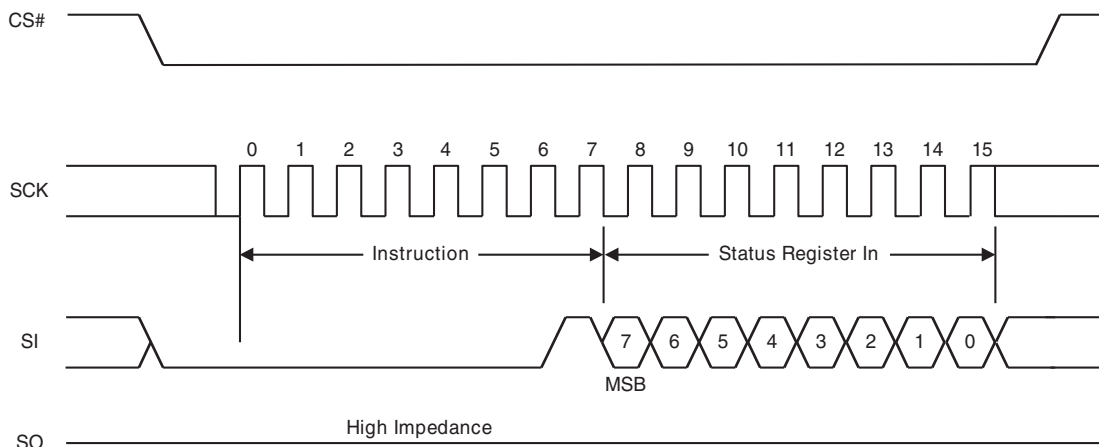 CS#
0 1 2 3 4 5 6 7 8 9 10 11 12 13 14 15
SCK
Instruction Status Register In
SI 7 6 5 4 3 2 1 0
MSB
High Impedance
SO